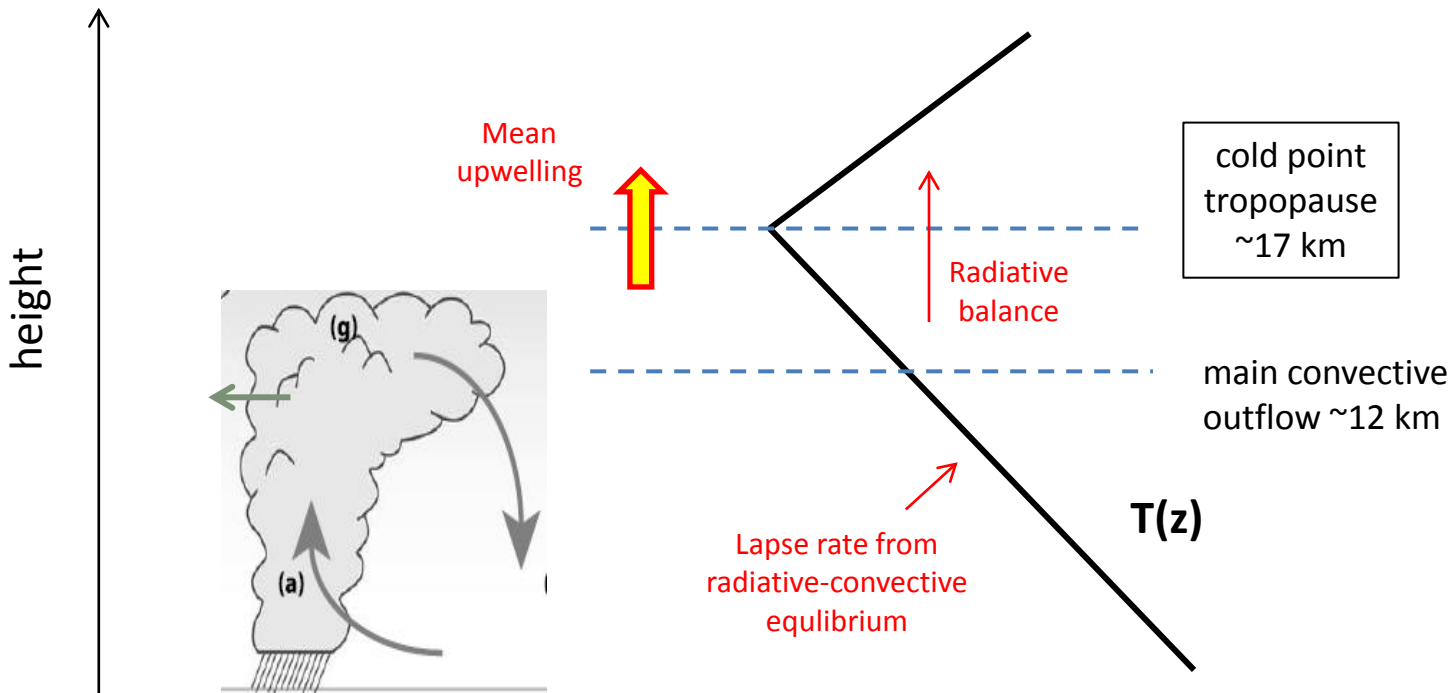 height
Mean
upwelling
(g)
(a)
Radiative
balance
cold point
tropopause
~17 km
main convective
outflow ~12 km
T(z)
Lapse rate from
radiative-convective
equlibrium